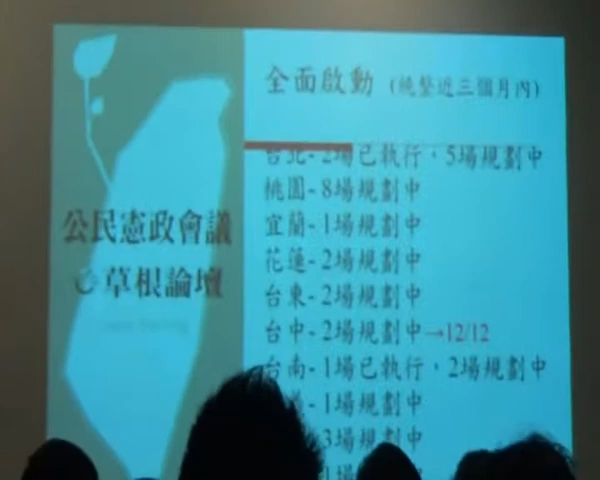 全面啟動 (統整近三個月內)
台北-2場已執行，5場規劃中
桃園-8場規劃中
宜蘭-1場規劃中
花蓮-2場規劃中
台東-2場規劃中
台中-2場規劃中→12/12
台南-1場已執行，2場規劃中
-1場規劃中
3場規劃中
公民憲政會議
草根論壇